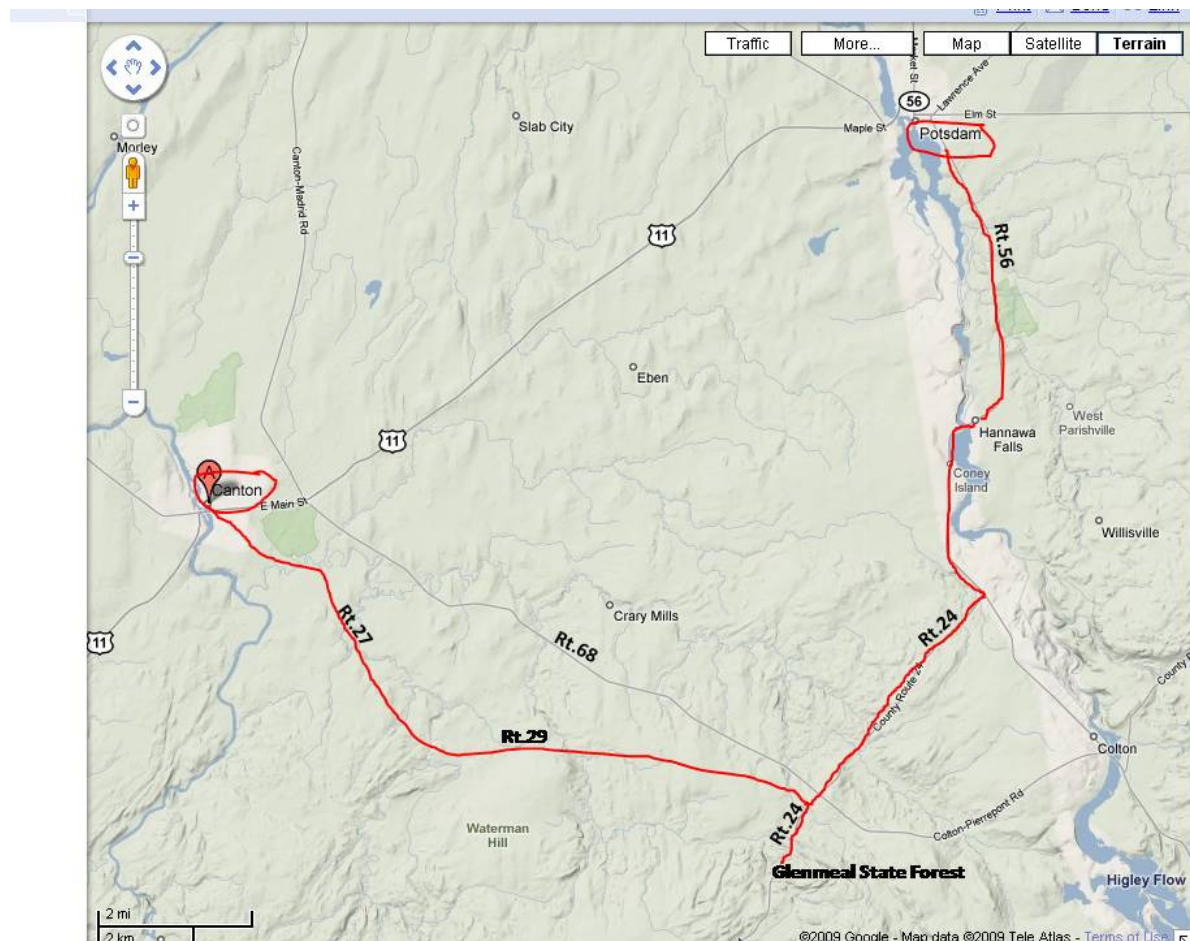 Print Send Link
Traffic
More...
Map
Satellite
Terrain
Market St
Lawrence Ave
56
Elm St
Maple St
Potsdam
Slab City
Morley
Canton-Madrid Rd
11
Rt.56
Eben
West
Parishville
Hannawa
Falls
11
Coney
Island
A
Canton
E Main St
Willisville
Crary Mills
Rt.27
Rt.68
Rt.24
11
County Route 24
County R
Rt.29
Colton
Waterman
Hill
Rt.24
Colton-Pierrepont Rd
Glenmeal State Forest
Higley Flow
2 mi
2 km
©2009 Google - Map data ©2009 Tele Atlas - Terms of Use